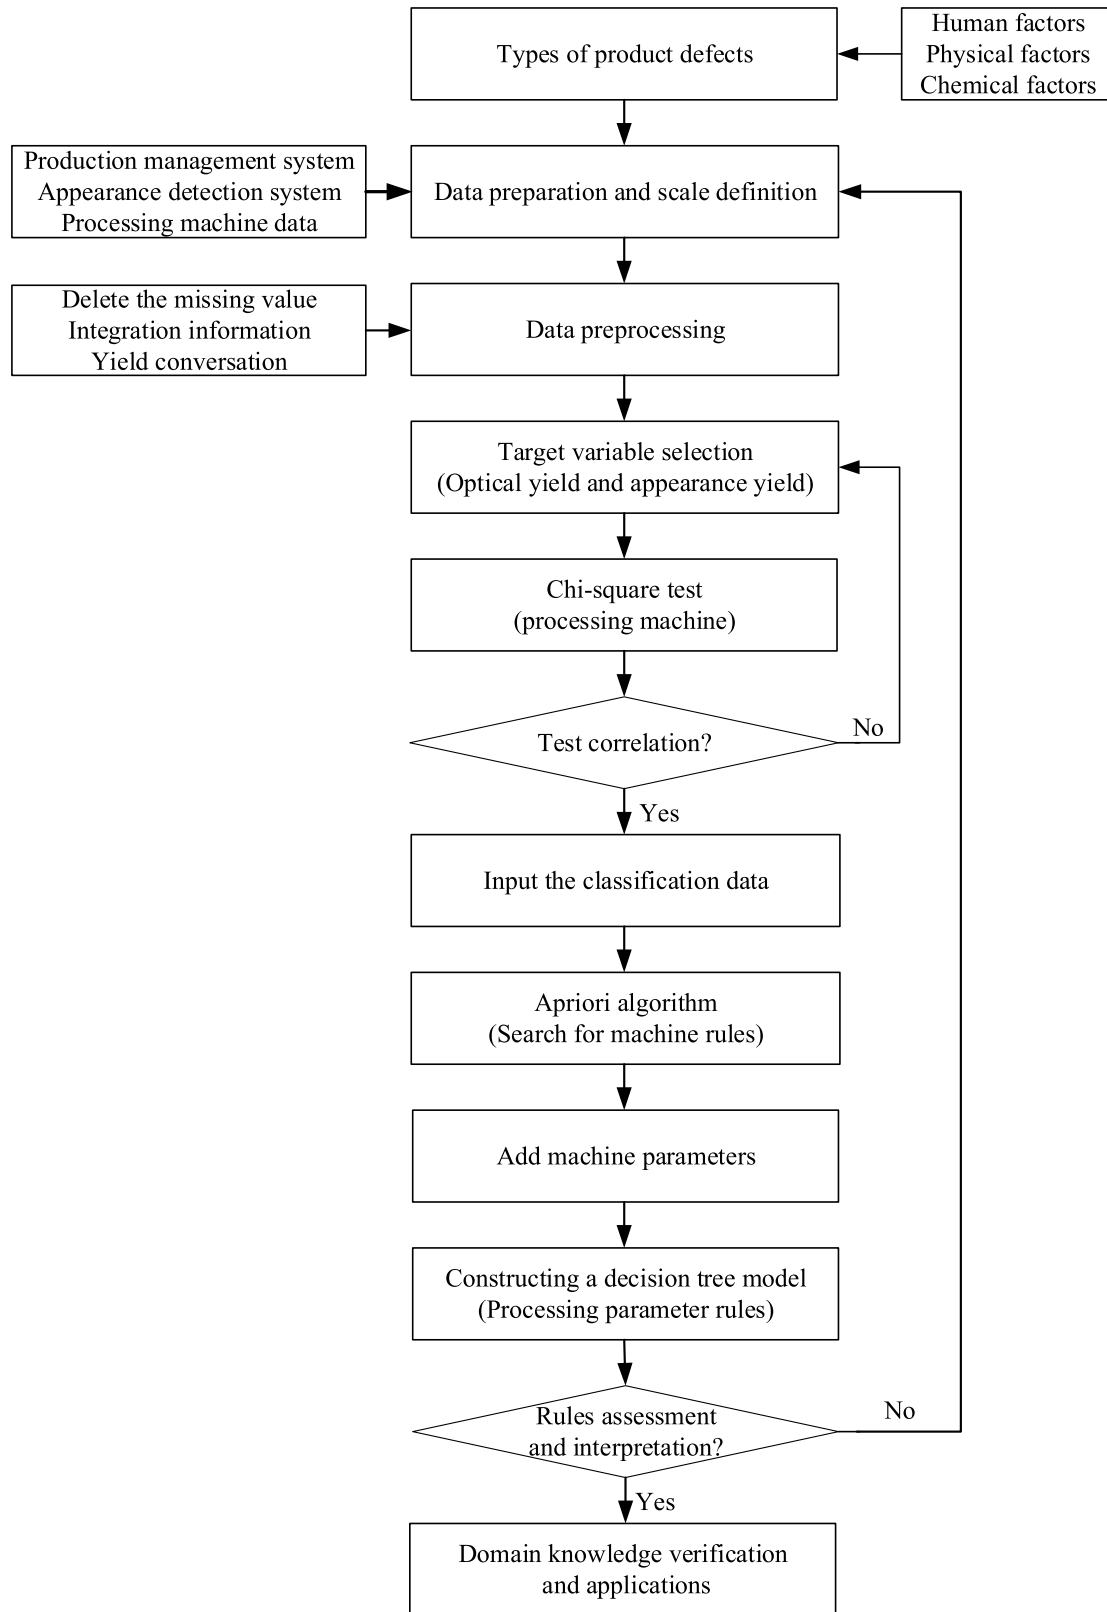 Types of product defects
Human factors
Physical factors
Chemical factors
Production management system
Appearance detection system
Processing machine data
Data preparation and scale definition
Delete the missing value
Integration information
Yield conversation
Data preprocessing
Target variable selection
(Optical yield and appearance yield)
Chi-square test
(processing machine)
Test correlation?
No
Yes
Input the classification data
Apriori algorithm
(Search for machine rules)
Add machine parameters
Constructing a decision tree model
(Processing parameter rules)
Rules assessment
and interpretation?
No
Yes
Domain knowledge verification
and applications